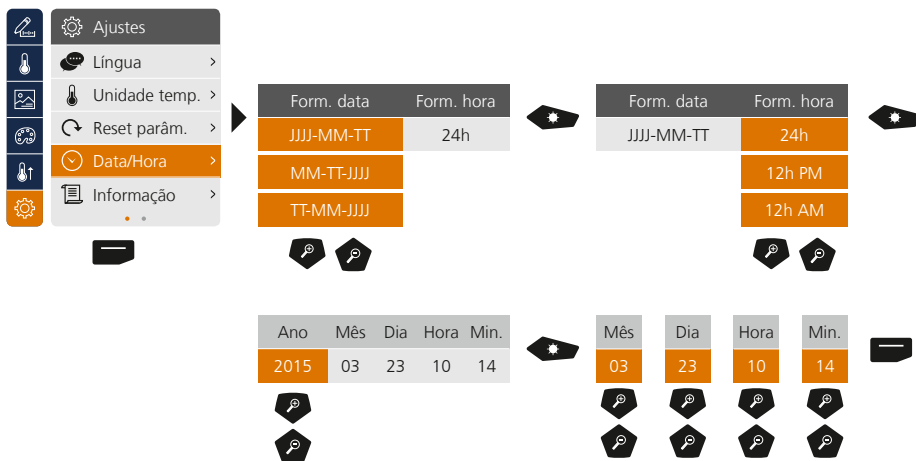 Ajustes
Língua
Unidade temp.
Reset parâm.
Data/Hora
Informação
Form. data Form. hora
JJJJ-MM-TT 24h
MM-TT-JJJJ
TT-MM-JJJJ
Form. data Form. hora
JJJJ-MM-TT 24h
12h PM
12h AM
Ano Mês Dia Hora Min.
2015 03 23 10 14
Mês Dia Hora Min.
03 23 10 14